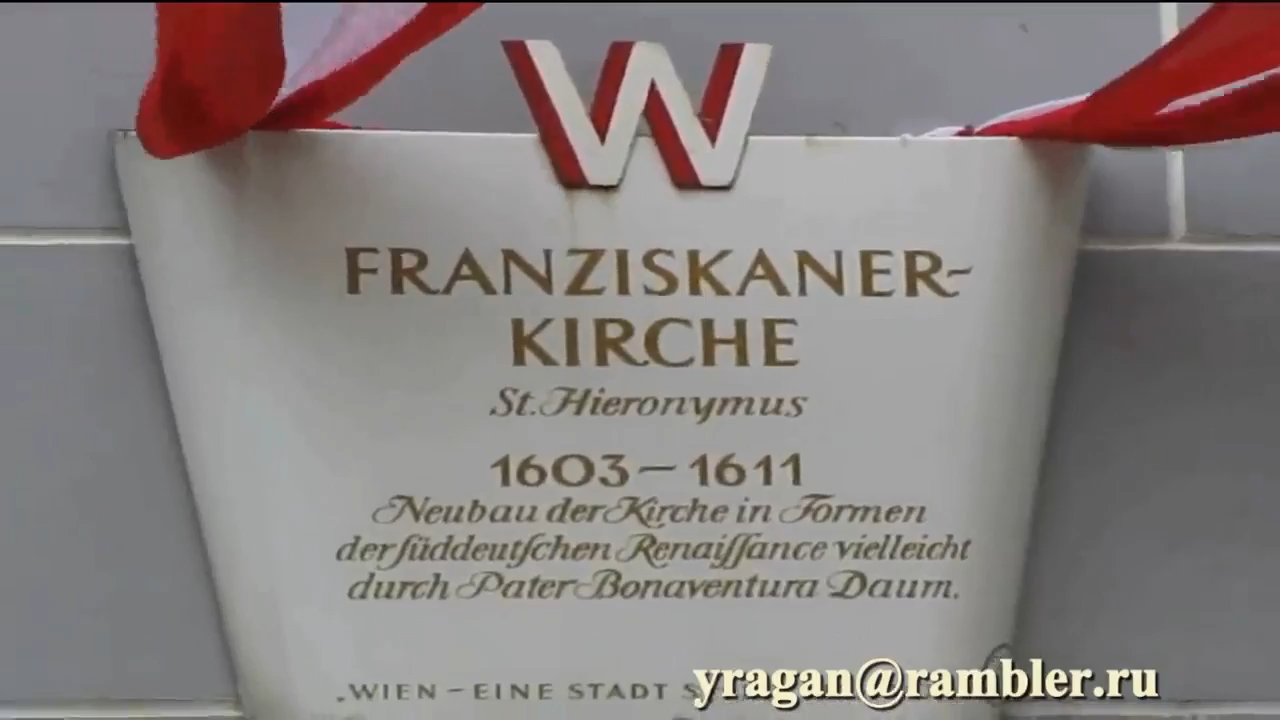 W
FRANZISKANER-
KIRCHE
St. Hieronymus
1603 – 1611
Neubau der Kirche in Formen
der ſüddeutſchen Renaiſſance vielleicht
durch Pater Bonaventura Daum.
„WIEN – EINE STADT
yragan@rambler.ru